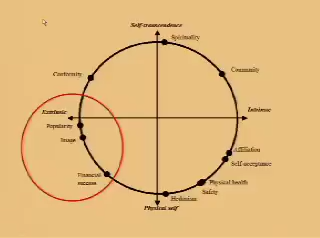 Self-transcendence
Spirituality
Conformity
Community
Extrinsic
Intrinsic
Popularity
Image
Affiliation
Self-acceptance
Financial
success
Physical health
Safety
Hedonism
Physical self